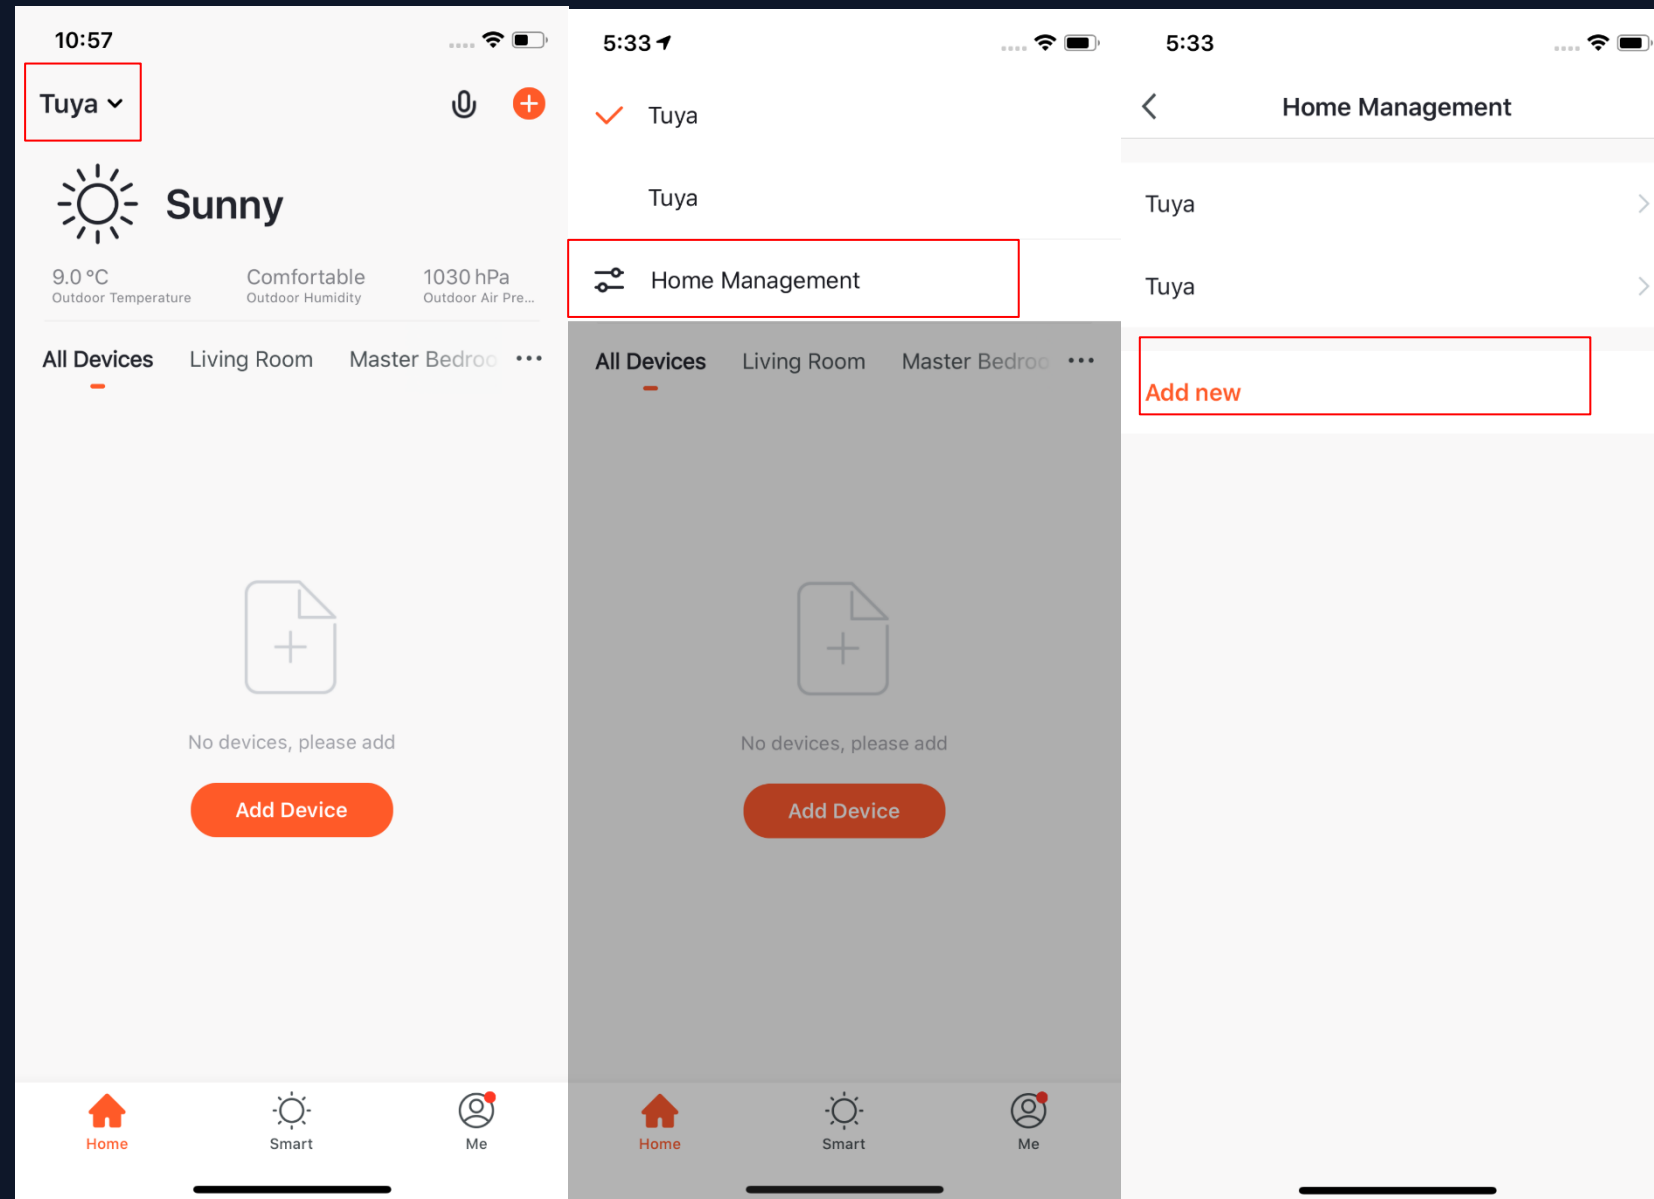 10:57
Tuya
Sunny
9.0 °C Comfortable 1030 hPa
Outdoor Temperature Outdoor Humidity Outdoor Air Pre...
All Devices Living Room Master Bedroo
No devices, please add
Add Device
Home Smart Me
5:33
Tuya
Tuya
Home Management
All Devices Living Room Master Bedroo
No devices, please add
Add Device
Home Smart Me
5:33
Home Management
Tuya
Tuya
Add new